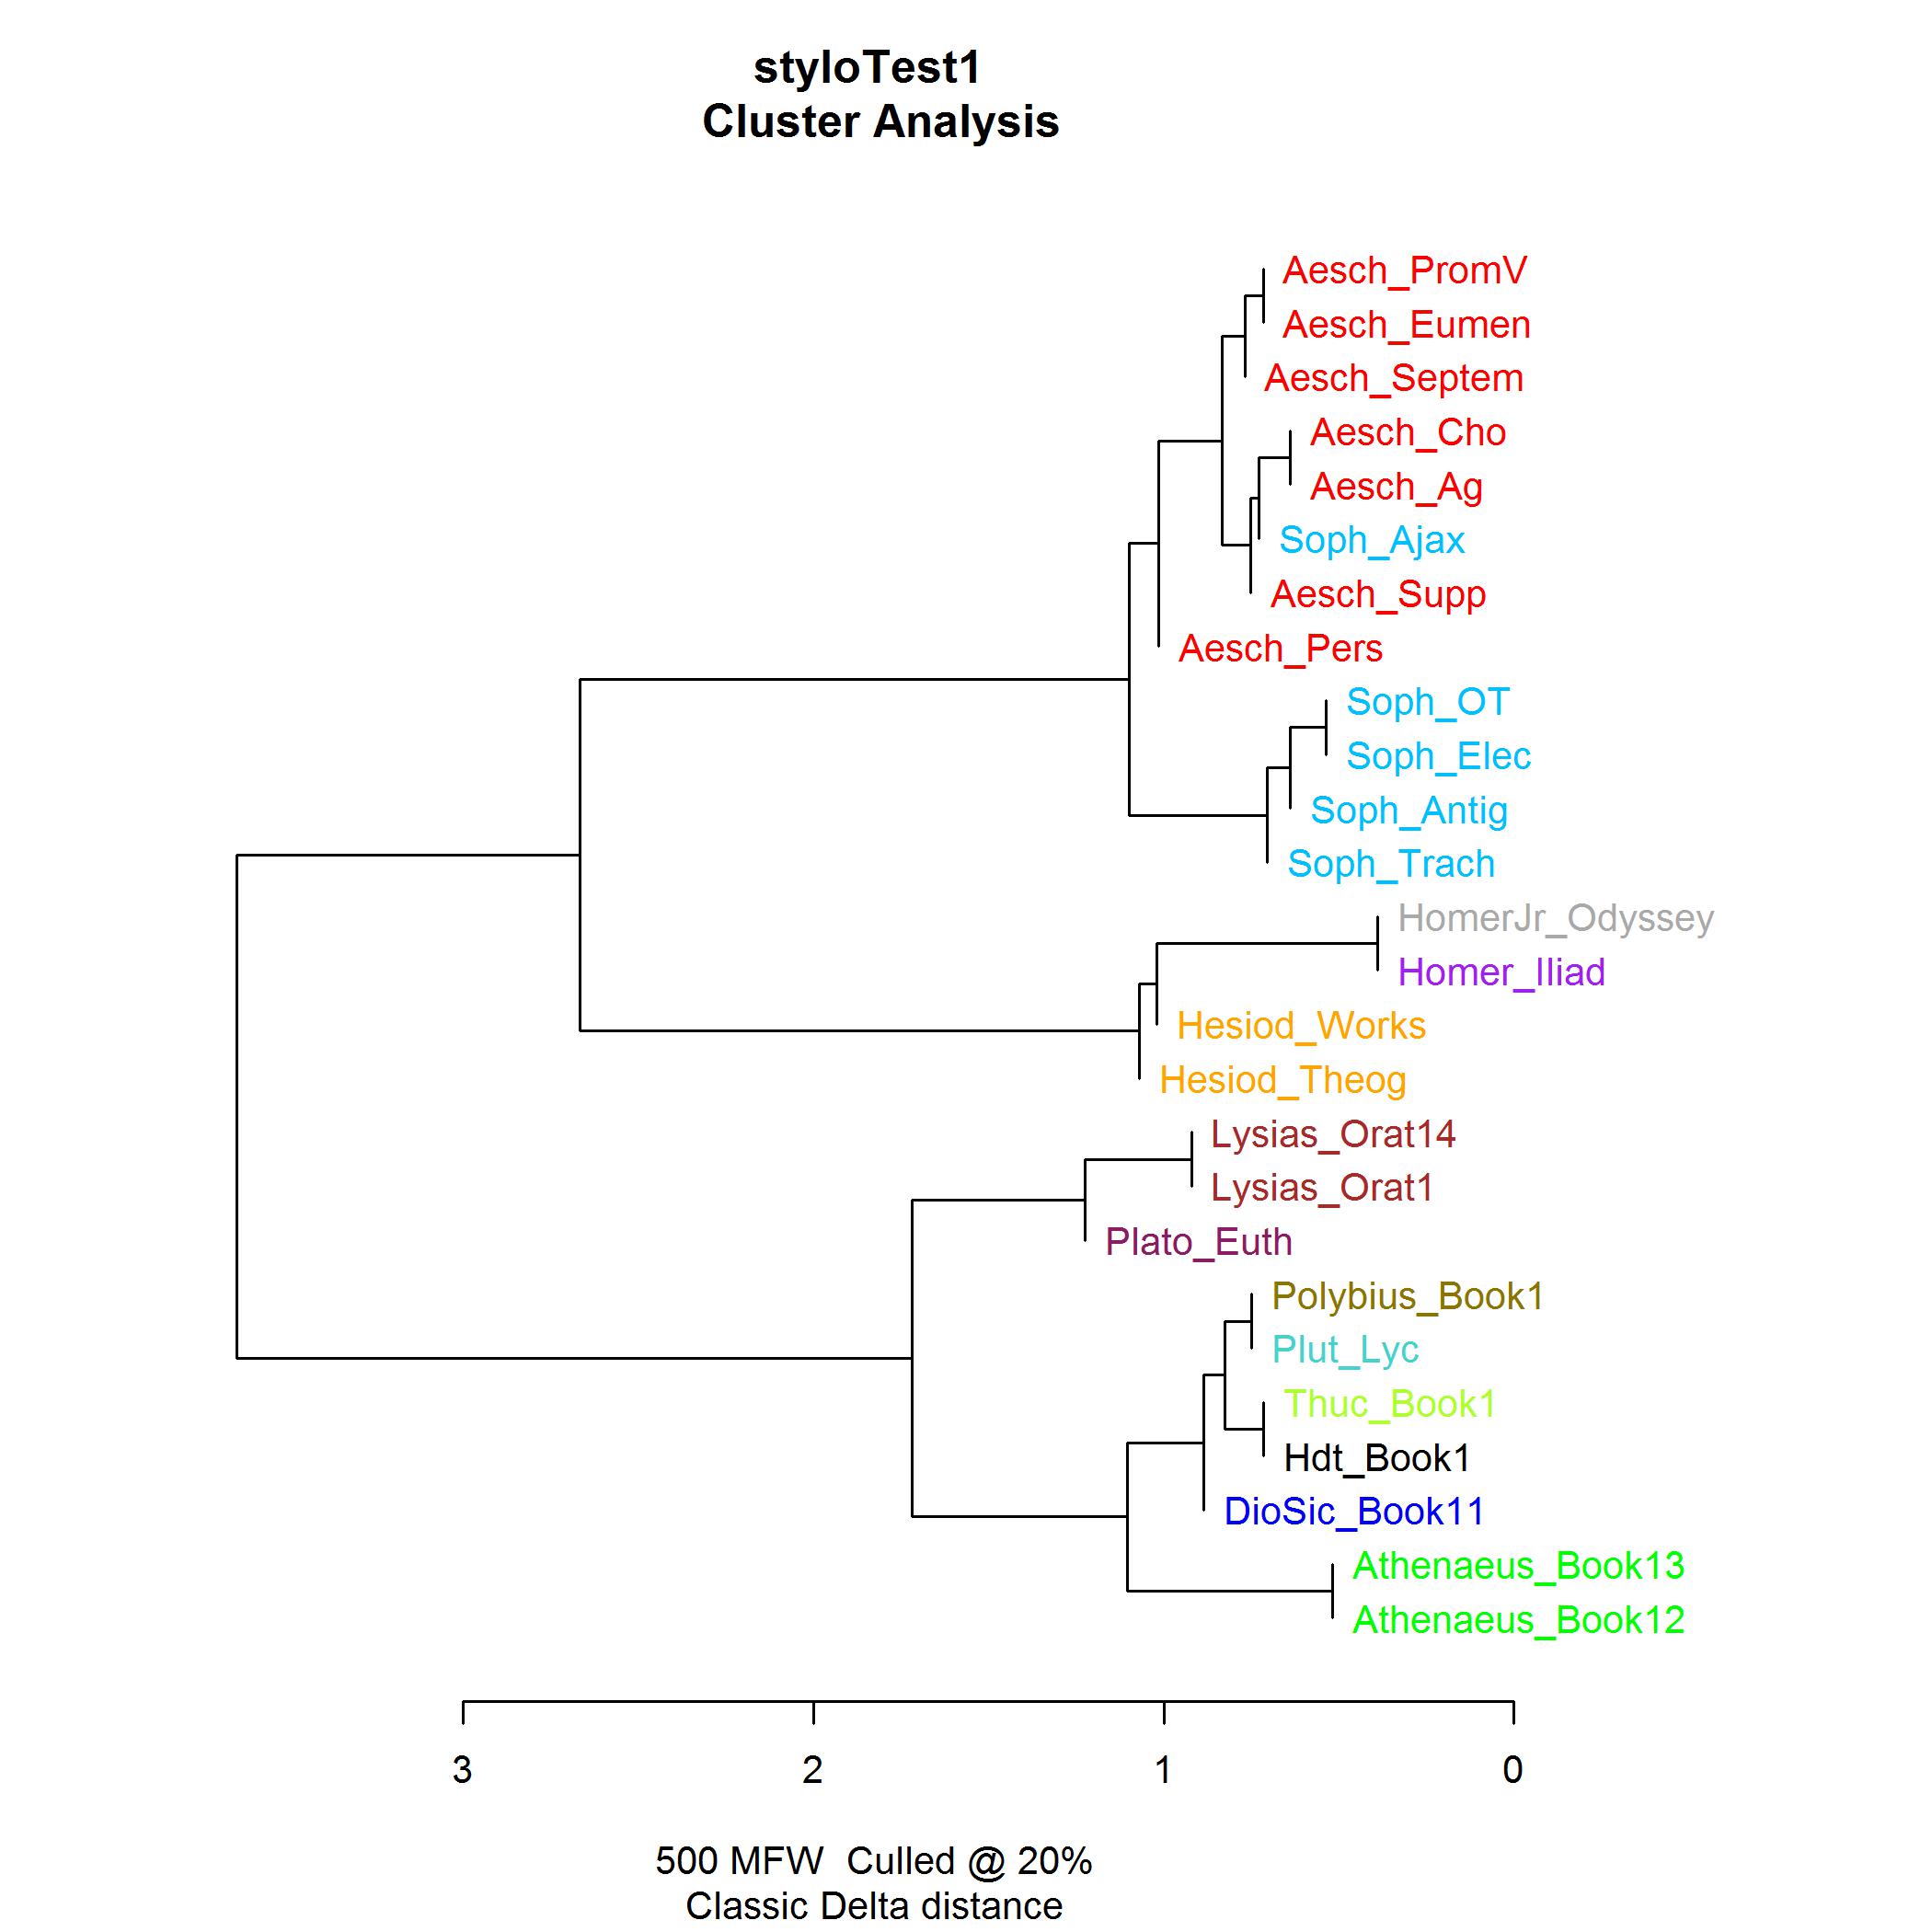 styloTest1
Cluster Analysis
Aesch_PromV
Aesch_Eumen
Aesch_Septem
Aesch_Cho
Aesch_Ag
Soph_Ajax
Aesch_Supp
Aesch_Pers
Soph_OT
Soph_Elec
Soph_Antig
Soph_Trach
HomerJr_Odyssey
Homer_Iliad
Hesiod_Works
Hesiod_Theog
Lysias_Orat14
Lysias_Orat1
Plato_Euth
Polybius_Book1
Plut_Lyc
Thuc_Book1
Hdt_Book1
DioSic_Book11
Athenaeus_Book13
Athenaeus_Book12
3 2 1 0
500 MFW  Culled @ 20%
Classic Delta distance